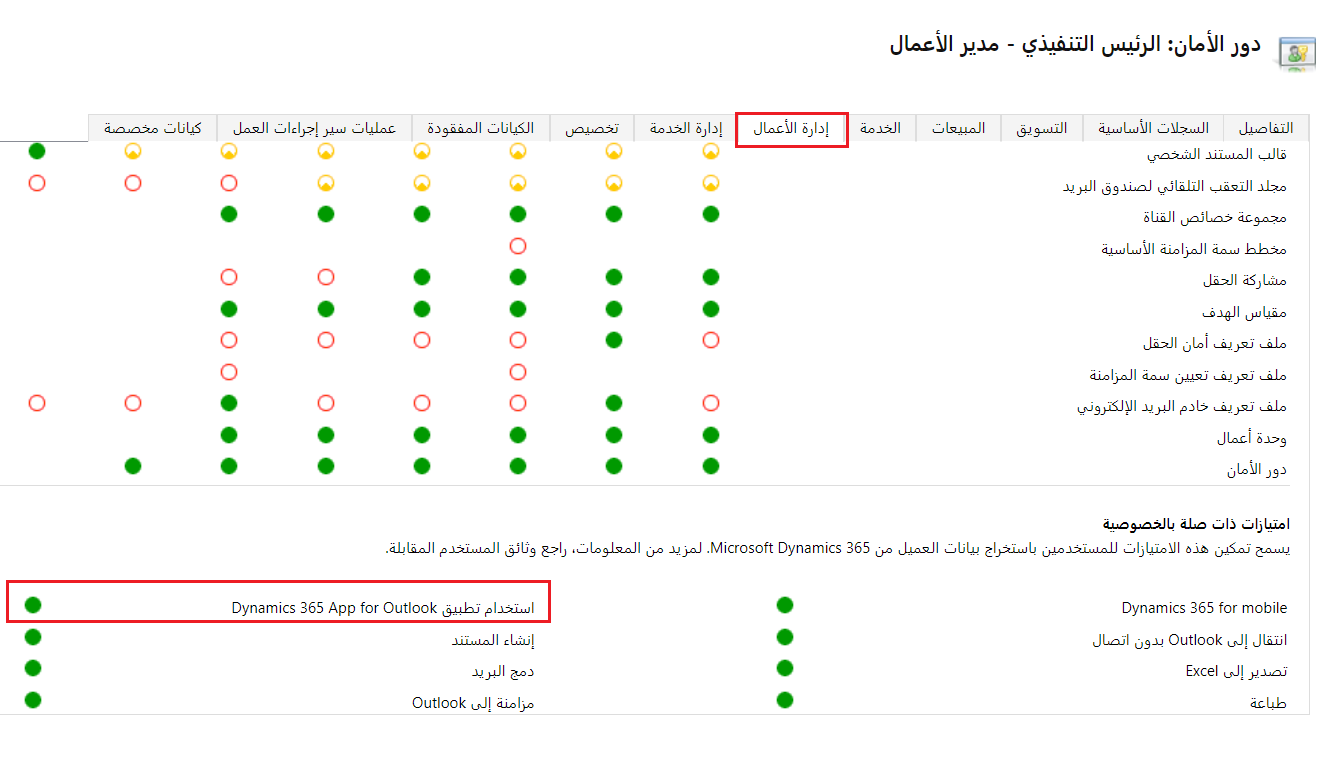 دور الأمان: الرئيس التنفيذي - مدير الأعمال
التفاصيل السجلات الأساسية التسويق المبيعات الخدمة إدارة الأعمال إدارة الخدمة تخصيص الكيانات المفقودة عمليات سير إجراءات العمل كيانات مخصصة
قالب المستند الشخصي
مجلد التعقب التلقائي لصندوق البريد
مجموعة خصائص القناة
مخطط سمة المزامنة الأساسية
مشاركة الحقل
مقياس الهدف
ملف تعريف أمان الحقل
ملف تعريف تعيين سمة المزامنة
ملف تعريف خادم البريد الإلكتروني
وحدة أعمال
دور الأمان
امتيازات ذات صلة بالخصوصية
يسمح تمكين هذه الامتيازات للمستخدمين باستخراج بيانات العميل من Microsoft Dynamics 365. لمزيد من المعلومات، راجع وثائق المستخدم المقابلة.
Dynamics 365 for mobile استخدام تطبيق Dynamics 365 App for Outlook
انتقال إلى Outlook بدون اتصال إنشاء المستند
تصدير إلى Excel دمج البريد
طباعة مزامنة إلى Outlook